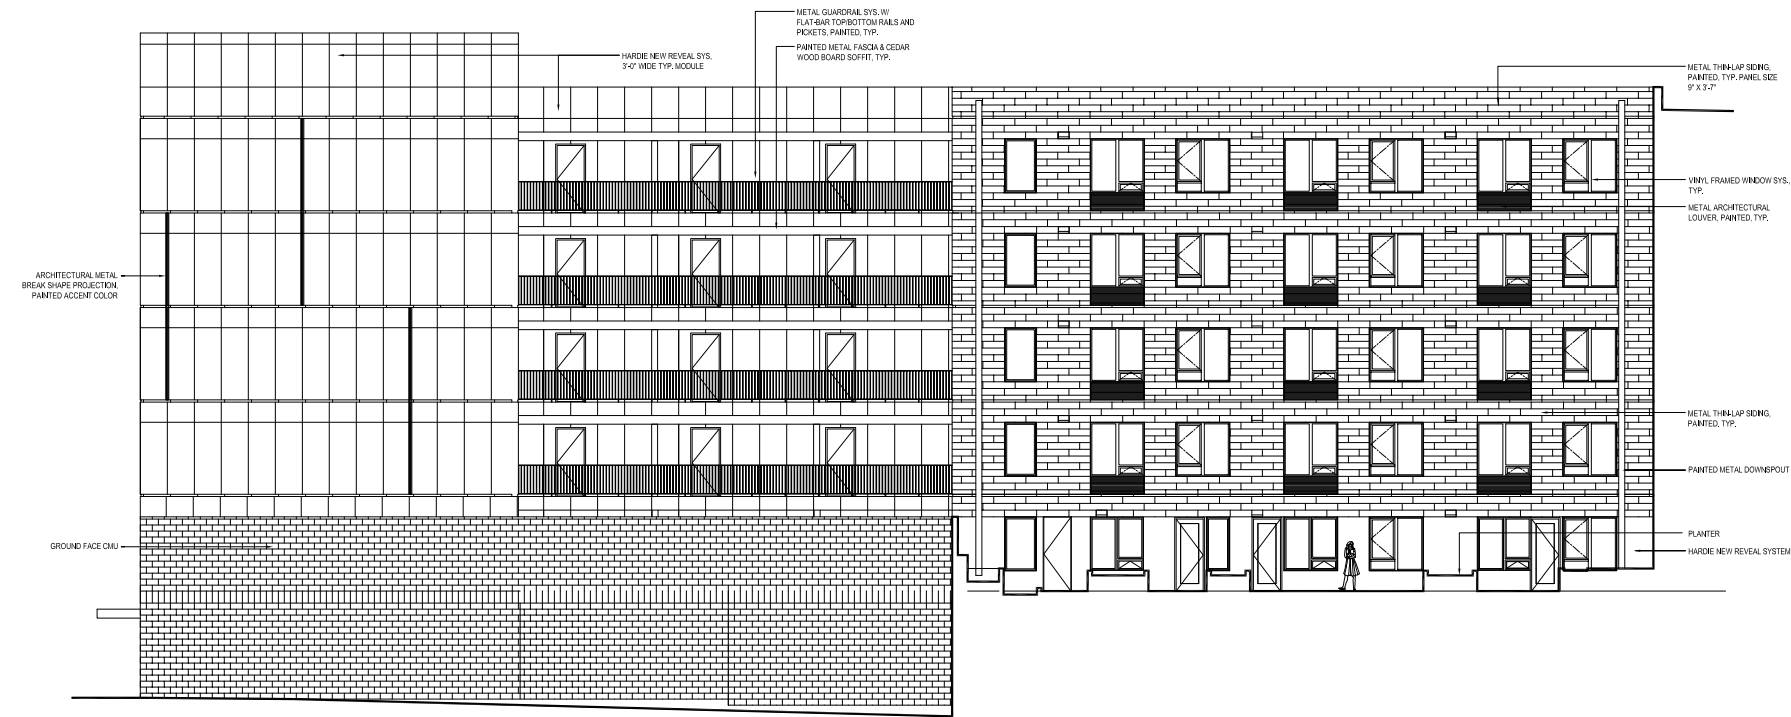 METAL GUARDRAIL SYS. W/
FLAT-BAR TOP/BOTTOM RAILS AND
PICKETS, PAINTED, TYP.
PAINTED METAL FASCIA & CEDAR
WOOD BOARD SOFFIT, TYP.
HARDIE NEW REVEAL SYS,
3'-0" WIDE TYP. MODULE
METAL THIN-LAP SIDING,
PAINTED, TYP. PANEL SIZE
9" X 3'-7"
VINYL FRAMED WINDOW SYS.,
TYP.
METAL ARCHITECTURAL
LOUVER, PAINTED, TYP.
ARCHITECTURAL METAL
BREAK SHAPE PROJECTION,
PAINTED ACCENT COLOR
METAL THIN-LAP SIDING,
PAINTED, TYP.
PAINTED METAL DOWNSPOUT
GROUND FACE CMU
PLANTER
HARDIE NEW REVEAL SYSTEM